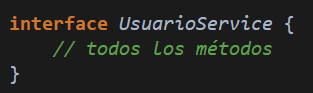 interface UsuarioService {
    // todos los métodos
}